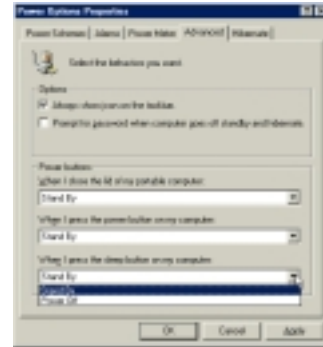 Power Options Properties
Power Schemes Alarms Power Meter Advanced Hibernate
Select the behaviors you want.
Options
Always show icon on the taskbar.
Prompt for password when computer goes off standby and hibernate.
Power buttons
When I close the lid of my portable computer:
Stand By
When I press the power button on my computer:
Stand By
When I press the sleep button on my computer:
Stand By
Stand By
Power Off
OK Cancel Apply